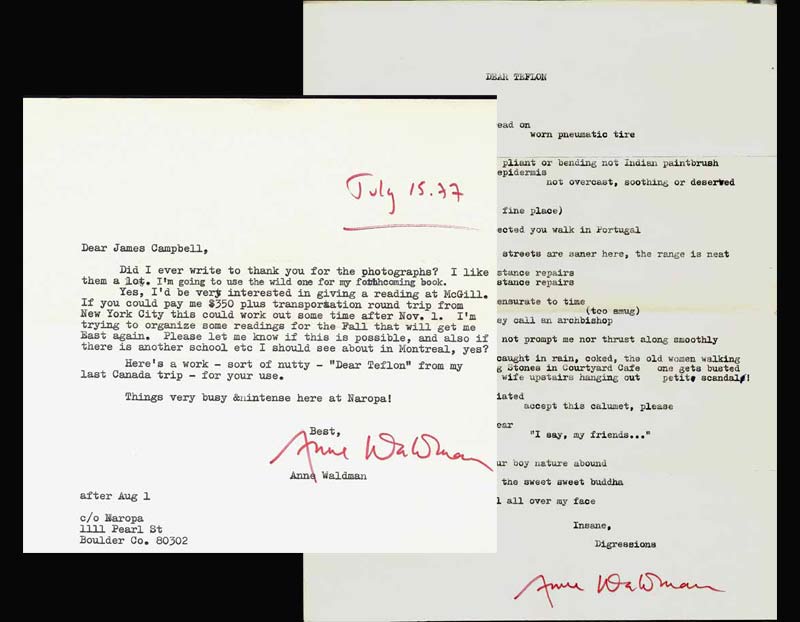 July 15.77
Dear James Campbell,
Did I ever write to thank you for the photographs? I like
them a lot. I'm going to use the wild one for my forthcoming book.
Yes, I'd be very interested in giving a reading at McGill.
If you could pay me $350 plus transportation round trip from
New York City this could work out some time after Nov. 1. I'm
trying to organize some readings for the Fall that will get me
East again. Please let me know if this is possible, and also if
there is another school etc I should see about in Montreal, yes?
Here's a work - sort of nutty - "Dear Teflon" from my
last Canada trip - for your use.
Things very busy & intense here at Naropa!
Best,
Anne Waldman
Anne Waldman
after Aug 1
c/o Naropa
1111 Pearl St
Boulder Co. 80302
DEAR TEFLON
ead on
worn pneumatic tire
pliant or bending not Indian paintbrush
epidermis
not overcast, soothing or deserved
fine place)
ected you walk in Portugal
streets are saner here, the range is neat
stance repairs
stance repairs
ensurate to time
(too smug)
ey call an archbishop
not prompt me nor thrust along smoothly
caught in rain, coked, the old women walking
g Stones in Courtyard Cafe one gets busted
wife upstairs hanging out petite scandal!
iated
accept this calumet, please
ear
"I say, my friends..."
ur boy nature abound
the sweet sweet buddha
l all over my face
Insane,
Digressions
Anne Waldman